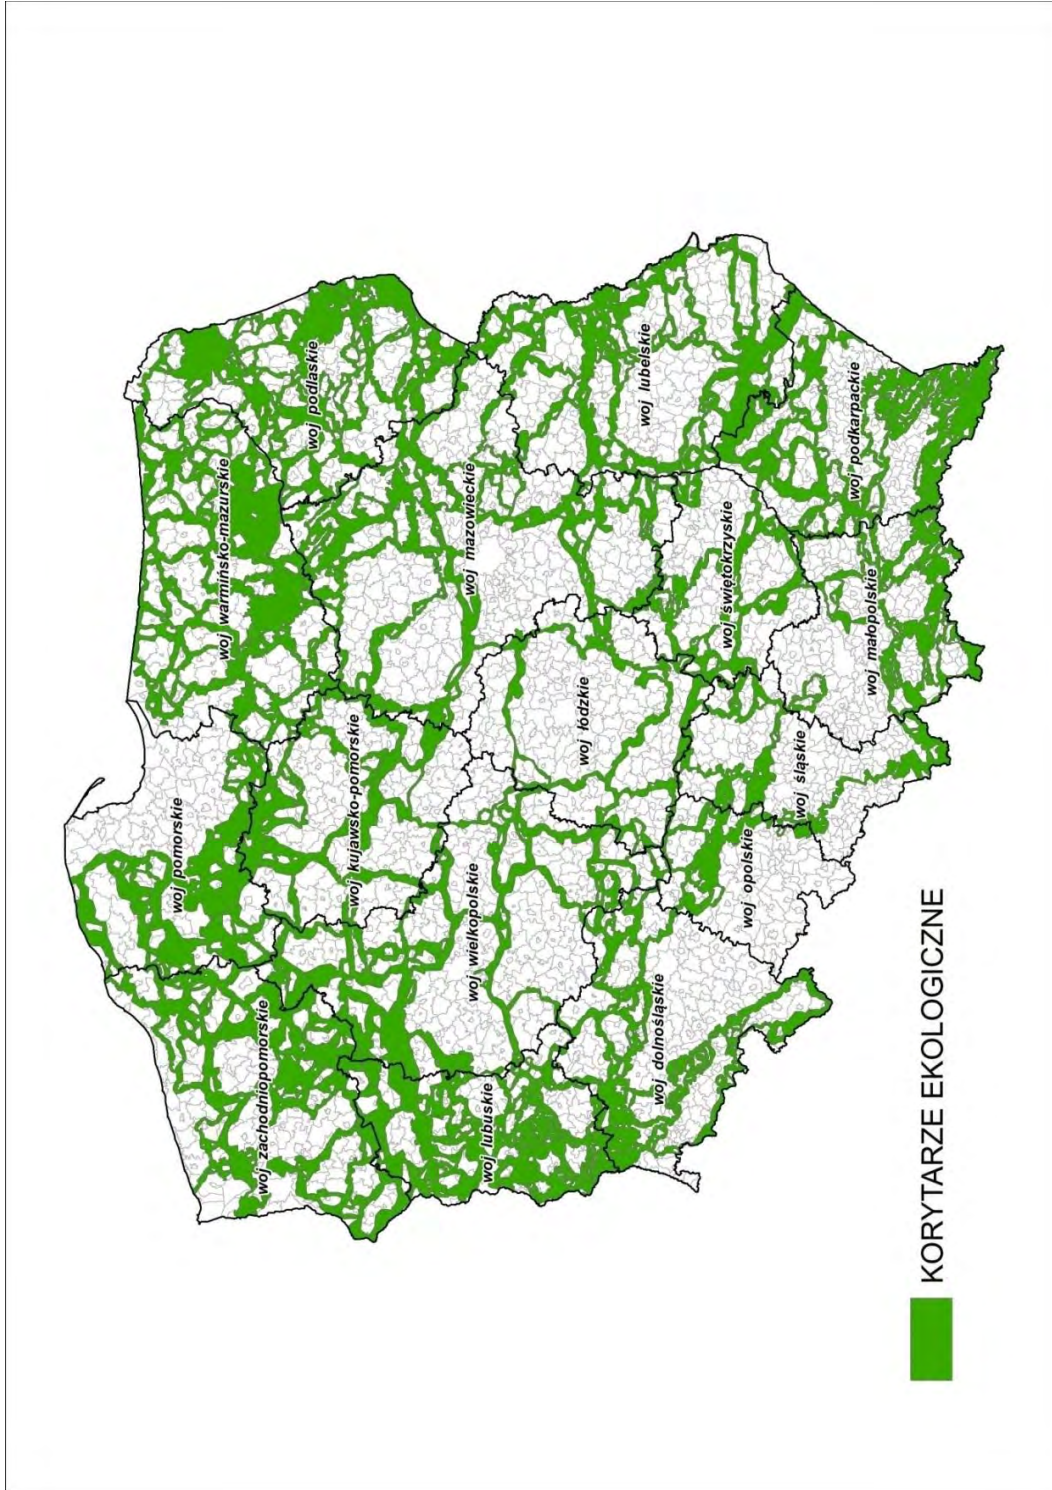 woj pomorskie
woj warmińsko-mazurskie
woj podlaskie
woj zachodniopomorskie
woj kujawsko-pomorskie
woj mazowieckie
woj wielkopolskie
woj lubuskie
woj łódzkie
woj lubelskie
woj dolnośląskie
woj opolskie
woj śląskie
woj świętokrzyskie
woj małopolskie
woj podkarpackie
KORYTARZE EKOLOGICZNE